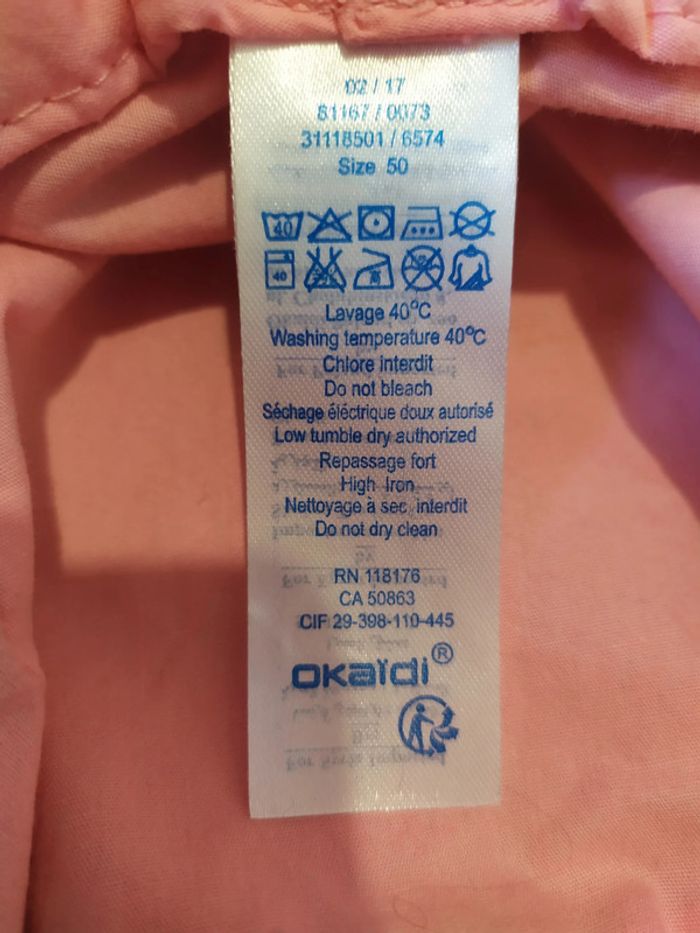 02 / 17
81167 / 0073
31118501 / 6574
Size 50
40
40
Lavage 40°C
Washing temperature 40°C
Chlore interdit
Do not bleach
Séchage éléctrique doux autorisé
Low tumble dry authorized
Repassage fort
High Iron
Nettoyage à sec interdit
Do not dry clean
RN 118176
CA 50863
CIF 29-398-110-445
OKAÏDI®